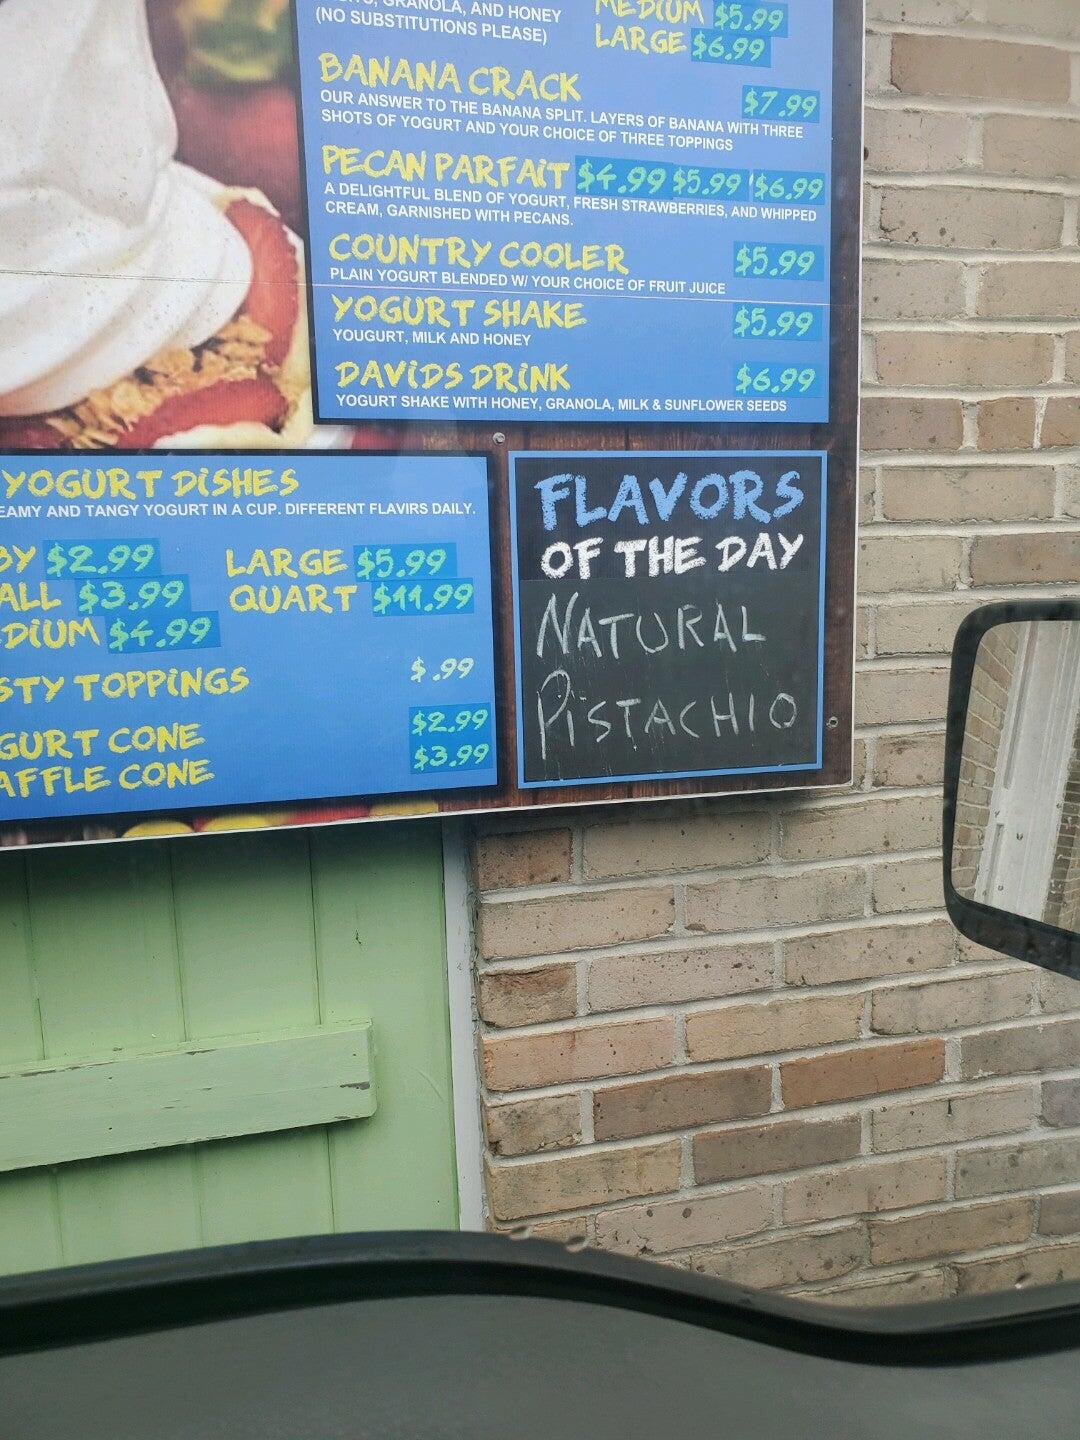 GRANOLA, AND HONEY
(NO SUBSTITUTIONS PLEASE)
MEDIUM $5.99
LARGE $6.99
BANANA CRACK $7.99
OUR ANSWER TO THE BANANA SPLIT. LAYERS OF BANANA WITH THREE
SHOTS OF YOGURT AND YOUR CHOICE OF THREE TOPPINGS
PECAN PARFAIT $4.99 $5.99 $6.99
A DELIGHTFUL BLEND OF YOGURT, FRESH STRAWBERRIES, AND WHIPPED
CREAM, GARNISHED WITH PECANS.
COUNTRY COOLER $5.99
PLAIN YOGURT BLENDED W/ YOUR CHOICE OF FRUIT JUICE
YOGURT SHAKE $5.99
YOUGURT, MILK AND HONEY
DAVIDS DRINK $6.99
YOGURT SHAKE WITH HONEY, GRANOLA, MILK & SUNFLOWER SEEDS
YOGURT DISHES
EAMY AND TANGY YOGURT IN A CUP. DIFFERENT FLAVIRS DAILY.
BY $2.99 LARGE $5.99
ALL $3.99 QUART $11.99
DIUM $4.99
STY TOPPINGS $.99
GURT CONE $2.99
AFFLE CONE $3.99
FLAVORS
OF THE DAY
NATURAL
PISTACHIO